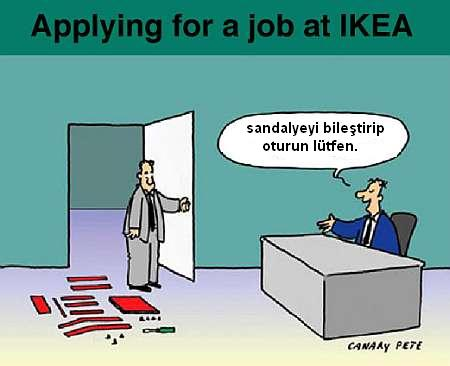 Applying for a job at IKEA
sandalyeyi bileştirip
oturun lütfen.
CANARY PETE